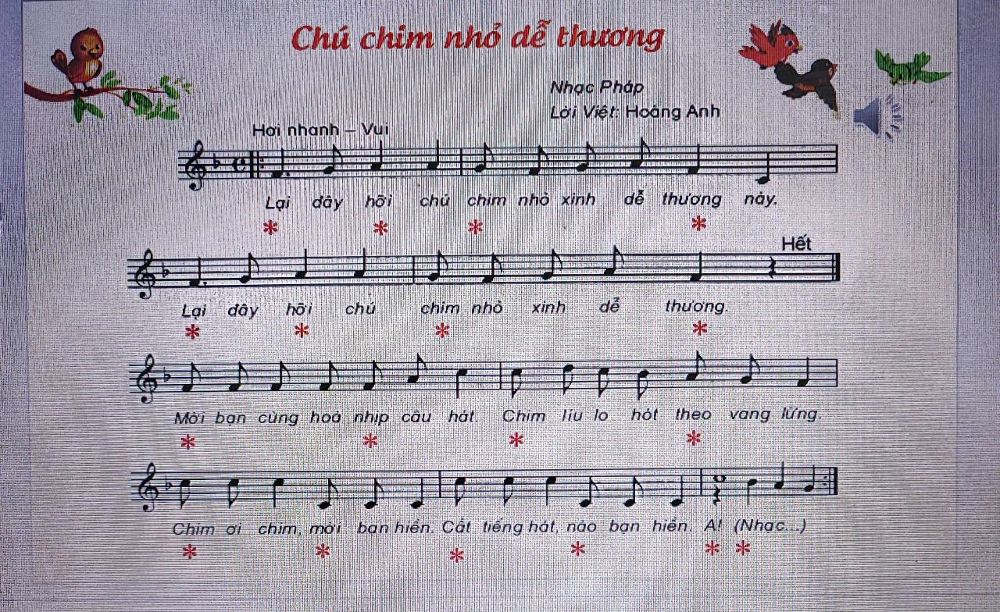 Chú chim nhỏ dễ thương
Nhạc Pháp
Lời Việt: Hoàng Anh
Hơi nhanh – Vui
Lại đây hỡi chú chim nhỏ xinh dễ thương này.
Hết
Lại đây hỡi chú chim nhỏ xinh dễ thương.
Mời bạn cùng hoà nhịp câu hát. Chim líu lo hót theo vang lừng.
Chim ơi chim, mời bạn hiền. Cất tiếng hát, nào bạn hiền. A! (Nhạc...)